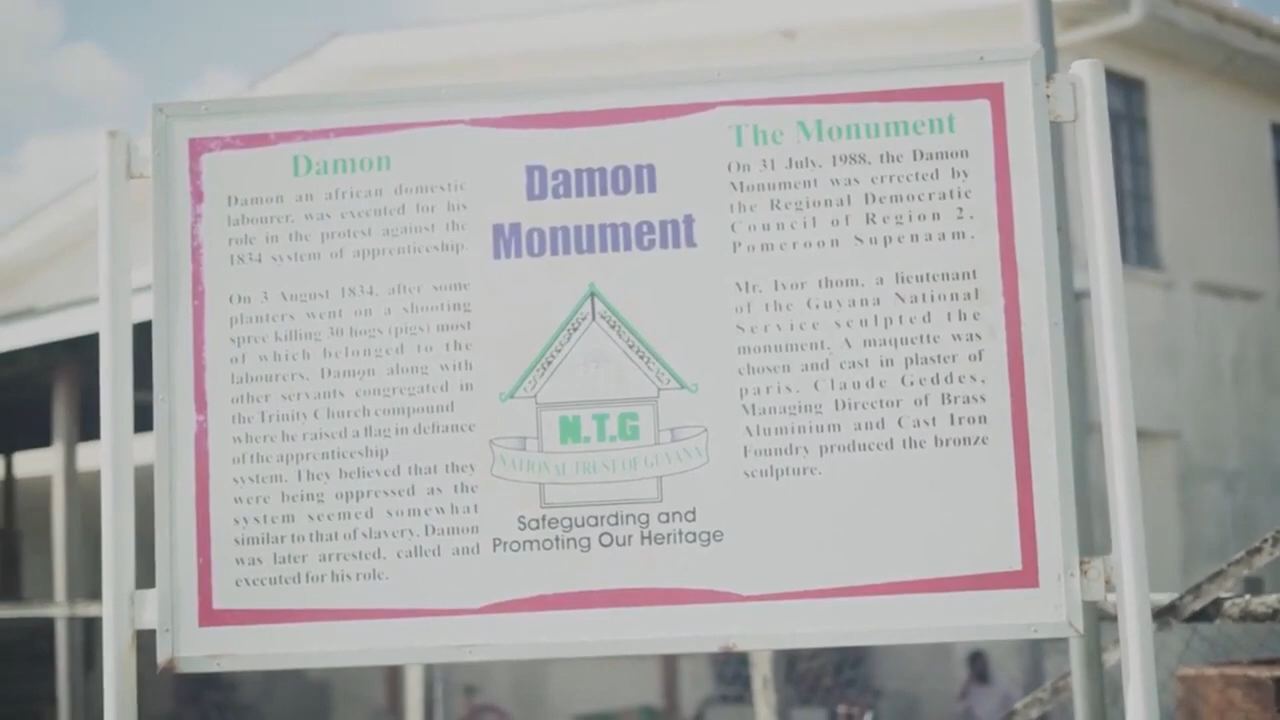 Damon
Damon an african domestic
labourer, was executed for his
role in the protest against the
1834 system of apprenticeship.
On 3 August 1834, after some
planters went on a shooting
spree killing 30 hogs (pigs) most
of which belonged to the
labourers, Damon along with
other servants congregated in
the Trinity Church compound
where he raised a flag in defiance
of the apprenticeship
system. They believed that they
were being oppressed as the
system seemed somewhat
similar to that of slavery. Damon
was later arrested, called and
executed for his role.
Damon
Monument
N.T.G
NATIONAL TRUST OF GUYANA
Safeguarding and
Promoting Our Heritage
The Monument
On 31 July, 1988, the Damon
Monument was errected by
the Regional Democratic
Council of Region 2,
Pomeroon Supenaam.
Mr. Ivor thom, a lieutenant
of the Guyana National
Service sculpted the
monument. A maquette was
chosen and cast in plaster of
paris. Claude Geddes,
Managing Director of Brass
Aluminium and Cast Iron
Foundry produced the bronze
sculpture.